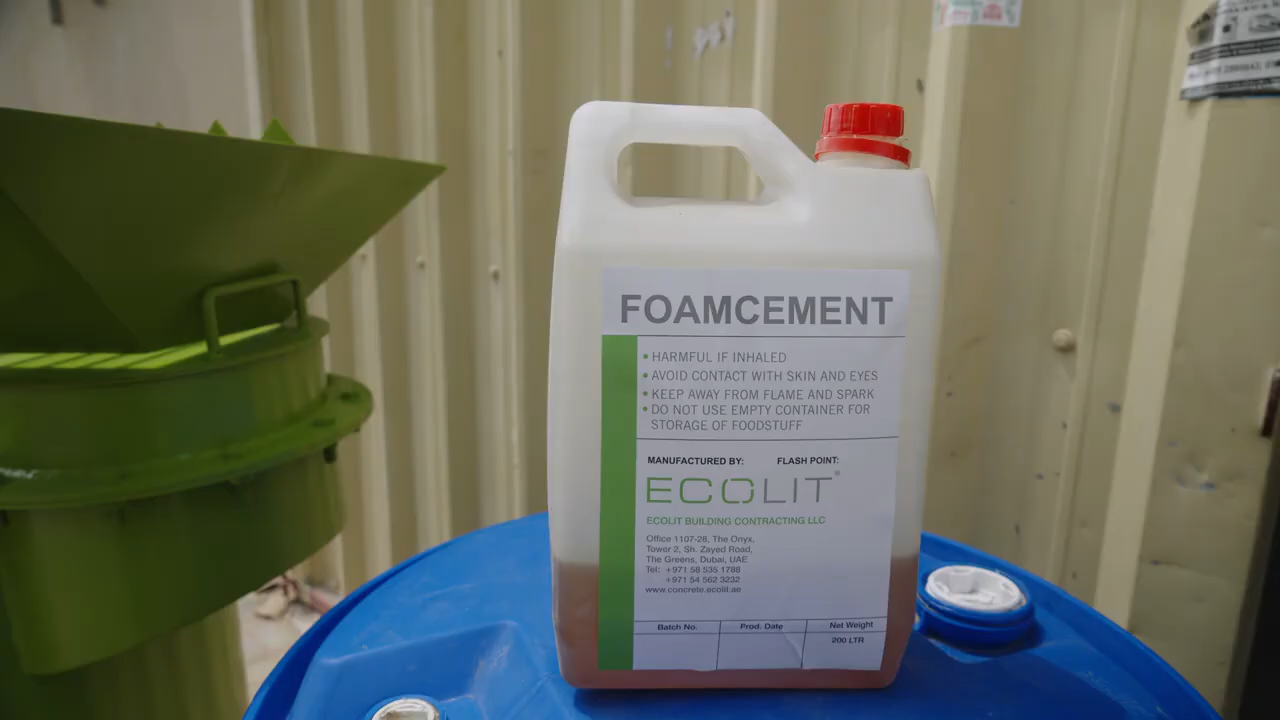 FOAMCEMENT
• HARMFUL IF INHALED
• AVOID CONTACT WITH SKIN AND EYES
• KEEP AWAY FROM FLAME AND SPARK
• DO NOT USE EMPTY CONTAINER FOR
STORAGE OF FOODSTUFF
MANUFACTURED BY: FLASH POINT:
ECOLIT®
ECOLIT BUILDING CONTRACTING LLC
Office 1107-28, The Onyx,
Tower 2, Sh. Zayed Road,
The Greens, Dubai, UAE
Tel: +971 58 535 1788
+971 54 562 3232
www.concrete.ecolit.ae
Batch No. Prod. Date Net Weight
200 LTR